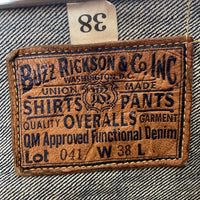 38
BUZZ RICKSON & CO. INC
WASHINGTON, D.C.
UNION MADE
SHIRTS BR PANTS
QUALITY OVERALLS GARMENT
QM Approved Functional Denim
Lot 041 W 38 L